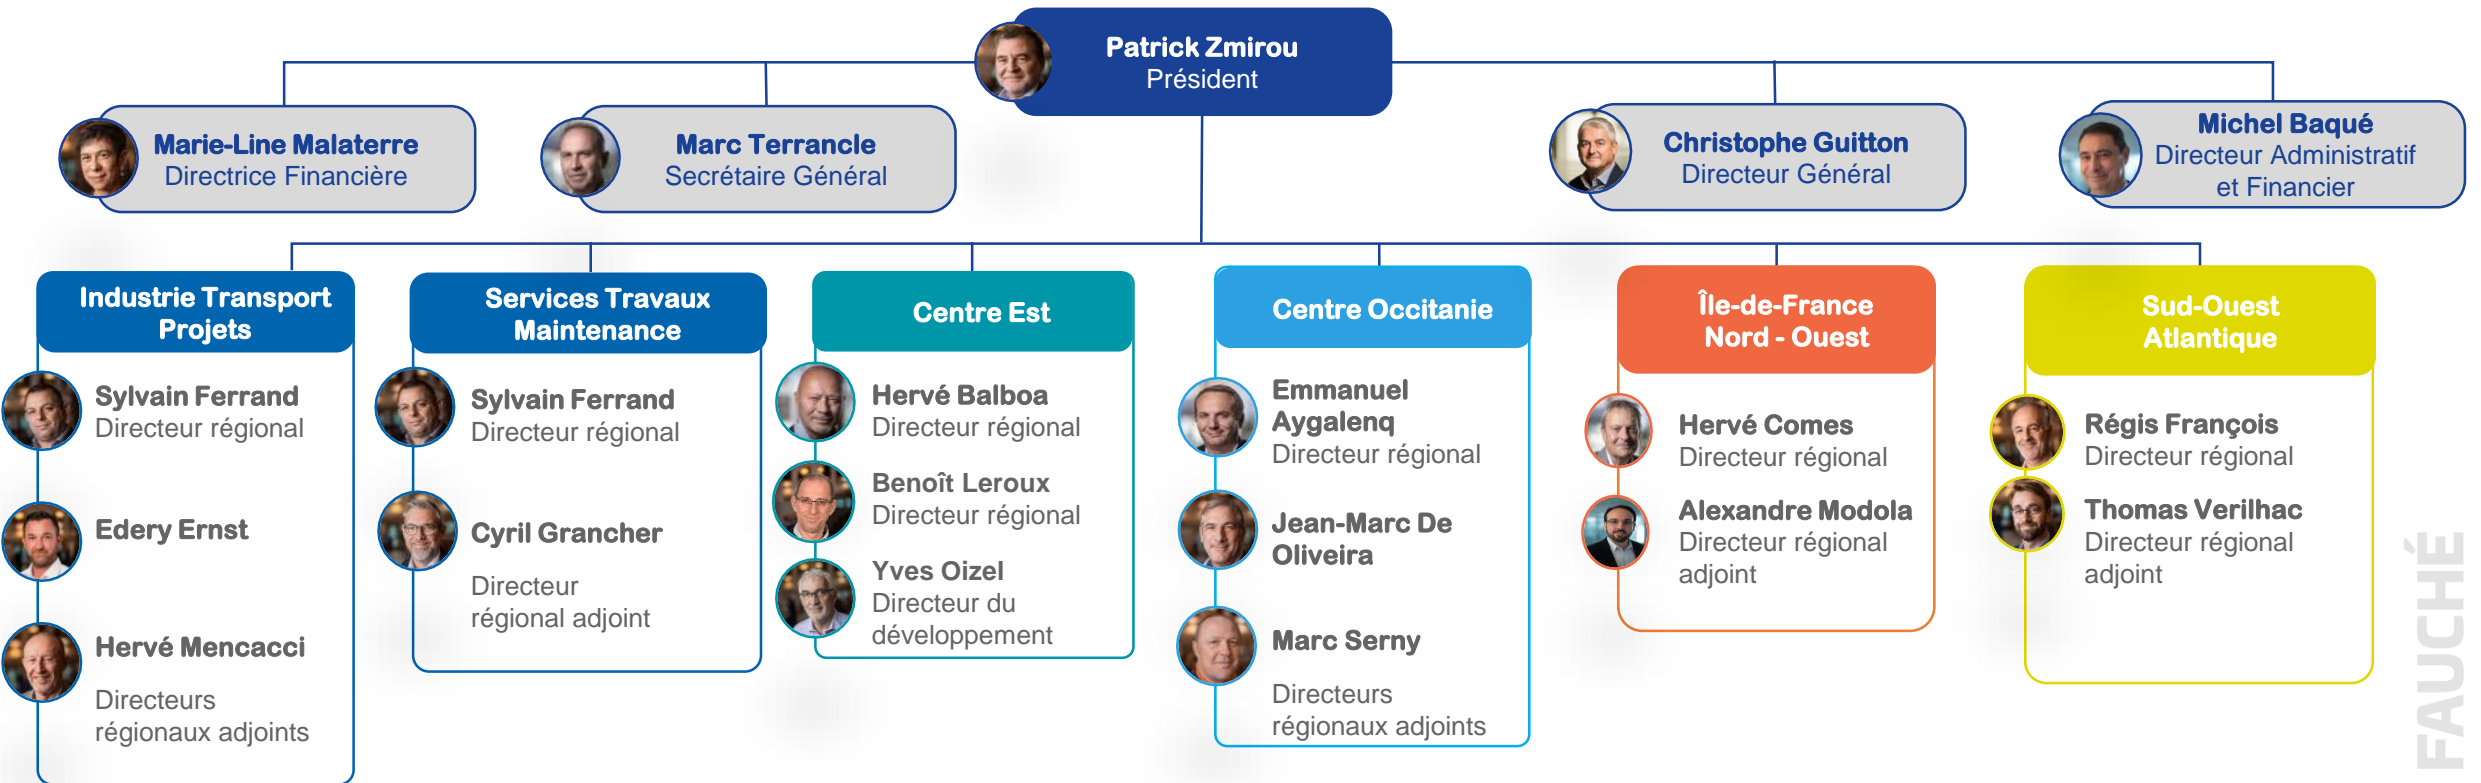 Patrick Zmirou
Président
Marie-Line Malaterre
Directrice Financière
Marc Terrancle
Secrétaire Général
Christophe Guitton
Directeur Général
Michel Baqué
Directeur Administratif
et Financier
Industrie Transport
Projets
Sylvain Ferrand
Directeur régional
Edery Ernst
Hervé Mencacci
Directeurs
régionaux adjoints
Services Travaux
Maintenance
Sylvain Ferrand
Directeur régional
Cyril Grancher
Directeur
régional adjoint
Centre Est
Hervé Balboa
Directeur régional
Benoît Leroux
Directeur régional
Yves Oizel
Directeur du
développement
Centre Occitanie
Emmanuel
Aygalenq
Directeur régional
Jean-Marc De
Oliveira
Marc Serny
Directeurs
régionaux adjoints
Île-de-France
Nord - Ouest
Hervé Comes
Directeur régional
Alexandre Modola
Directeur régional
adjoint
Sud-Ouest
Atlantique
Régis François
Directeur régional
Thomas Verilhac
Directeur régional
adjoint
FAUCHÉ